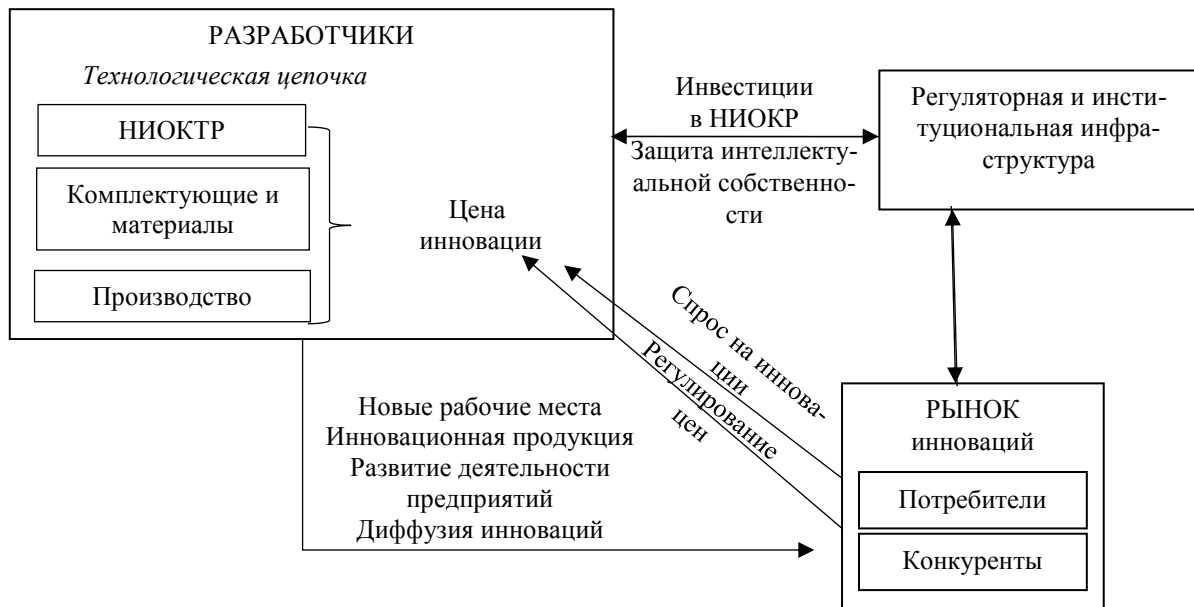 РАЗРАБОТЧИКИ
Технологическая цепочка
НИОКТР
Комплектующие и
материалы
Производство
Цена
инновации
Инвестиции
в НИОКР
Защита интеллекту-
альной собственно-
сти
Регуляторная и инсти-
туциональная инфра-
структура
Спрос на иннова-
ции
Регулирование
цен
Новые рабочие места
Инновационная продукция
Развитие деятельности
предприятий
Диффузия инноваций
РЫНОК
инноваций
Потребители
Конкуренты